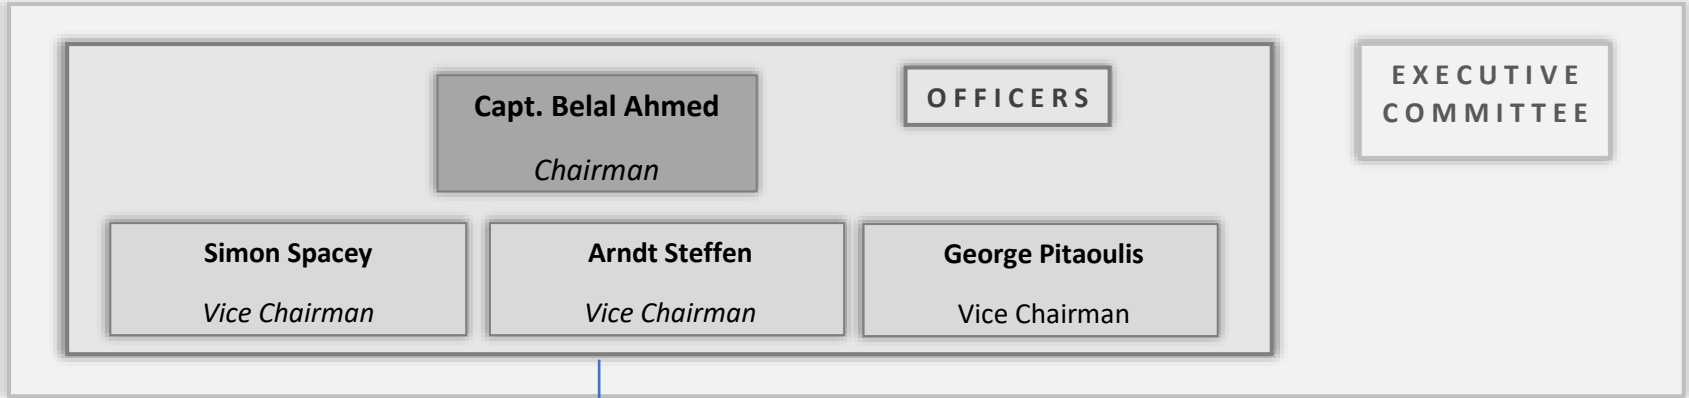 EXECUTIVE
COMMITTEE
OFFICERS
Capt. Belal Ahmed
Chairman
Simon Spacey
Vice Chairman
Arndt Steffen
Vice Chairman
George Pitaoulis
Vice Chairman